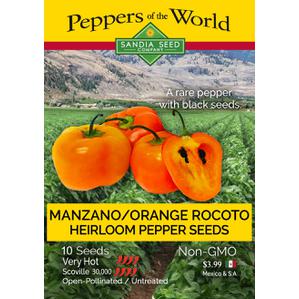 Peppers of the World
SANDIA SEED
COMPANY
A rare pepper
with black seeds.
MANZANO/ORANGE ROCOTO
HEIRLOOM PEPPER SEEDS
10 Seeds
Non-GMO
Very Hot
$3.99
Scoville 30,000
Mexico & S.A
Open-Pollinated / Untreated